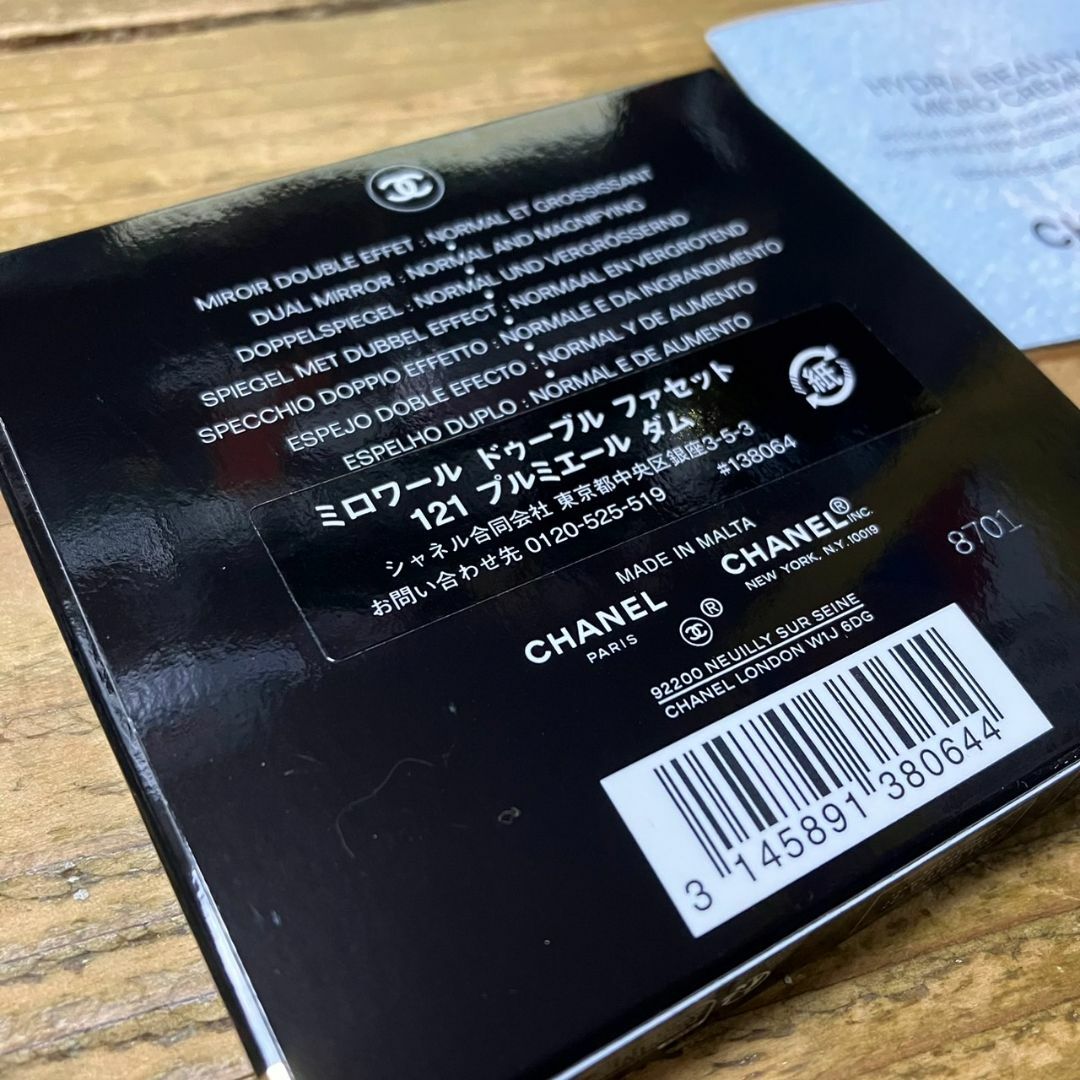 MIROIR DOUBLE EFFET : NORMAL ET GROSSISSANT
DUAL MIRROR : NORMAL AND MAGNIFYING
DOPPELSPIEGEL : NORMAL UND VERGRÖSSERND
SPIEGEL MET DUBBEL EFFECT : NORMAAL EN VERGROTEND
SPECCHIO DOPPIO EFFETTO : NORMALE E DA INGRANDIMENTO
ESPEJO DOBLE EFECTO : NORMAL Y DE AUMENTO
ESPELHO DUPLO : NORMAL E DE AUMENTO
ミロワール ドゥーブル ファセット
121 プルミエール ダム
シャネル合同会社 東京都中央区銀座3-5-3
お問い合わせ先 0120-525-519
#138064
紙
MADE IN MALTA
CHANEL
PARIS
®
CHANEL® INC.
NEW YORK, N.Y. 10019
8701
92200 NEUILLY SUR SEINE
CHANEL LONDON W1J 6DG
3 145891 380644
HYDRA BEAUTY
MICRO CRÈME